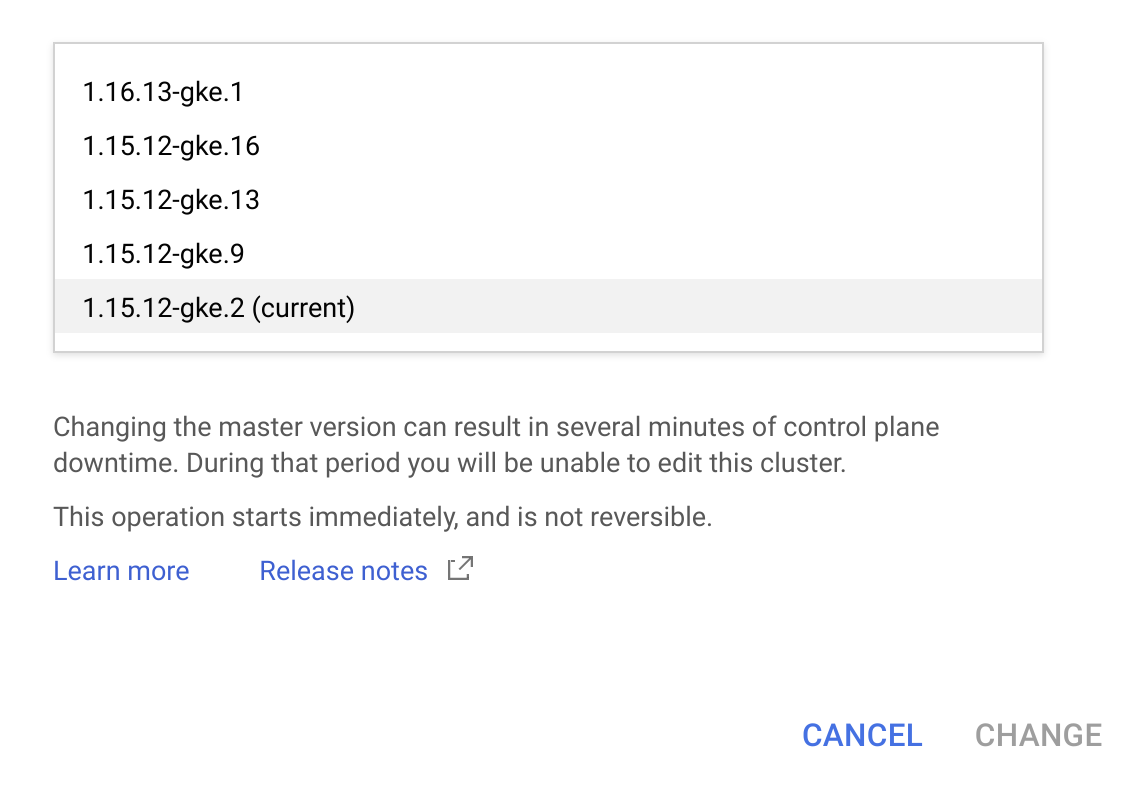 1.16.13-gke.1
1.15.12-gke.16
1.15.12-gke.13
1.15.12-gke.9
1.15.12-gke.2 (current)
Changing the master version can result in several minutes of control plane
downtime. During that period you will be unable to edit this cluster.
This operation starts immediately, and is not reversible.
Learn more Release notes
CANCEL CHANGE